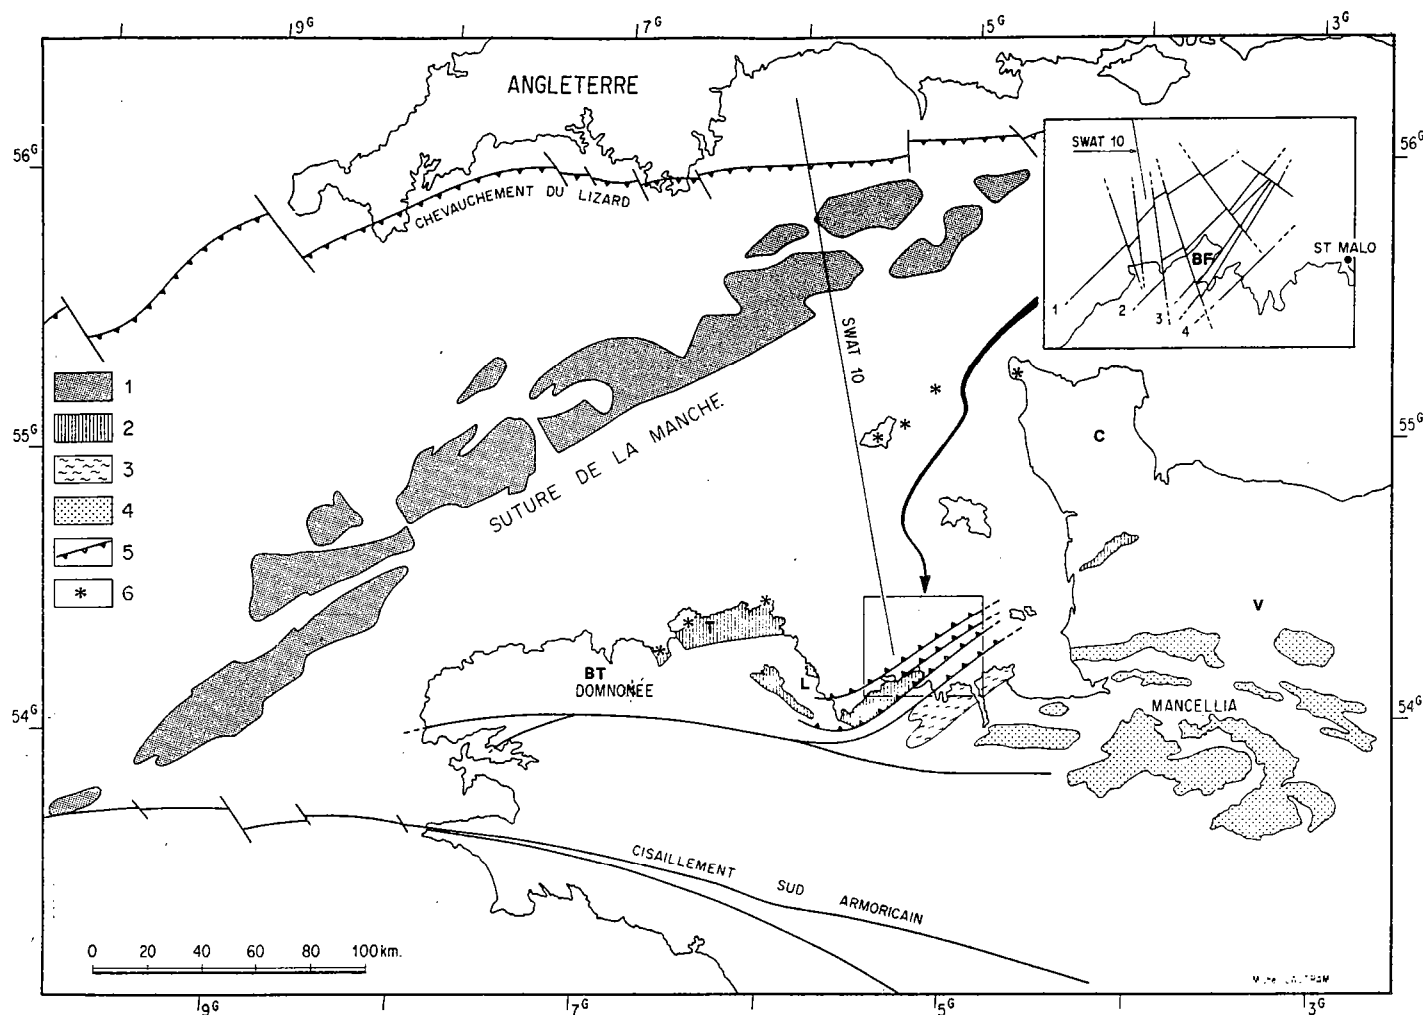 9G 7G 5G 3G
ANGLETERRE
56G
56G
CHEVAUCHEMENT DU LIZARD
SWAT 10
BF
ST MALO
1 2 3 4
SWAT 10
1
2
3
4
5
6
55G
55G
SUTURE DE LA MANCHE
C
V
T
BT
DOMNONÉE
L
MANCELLIA
54G
54G
CISAILLEMENT SUD ARMORICAIN
0 20 40 60 80 100 km.
9G 7G 5G 3G